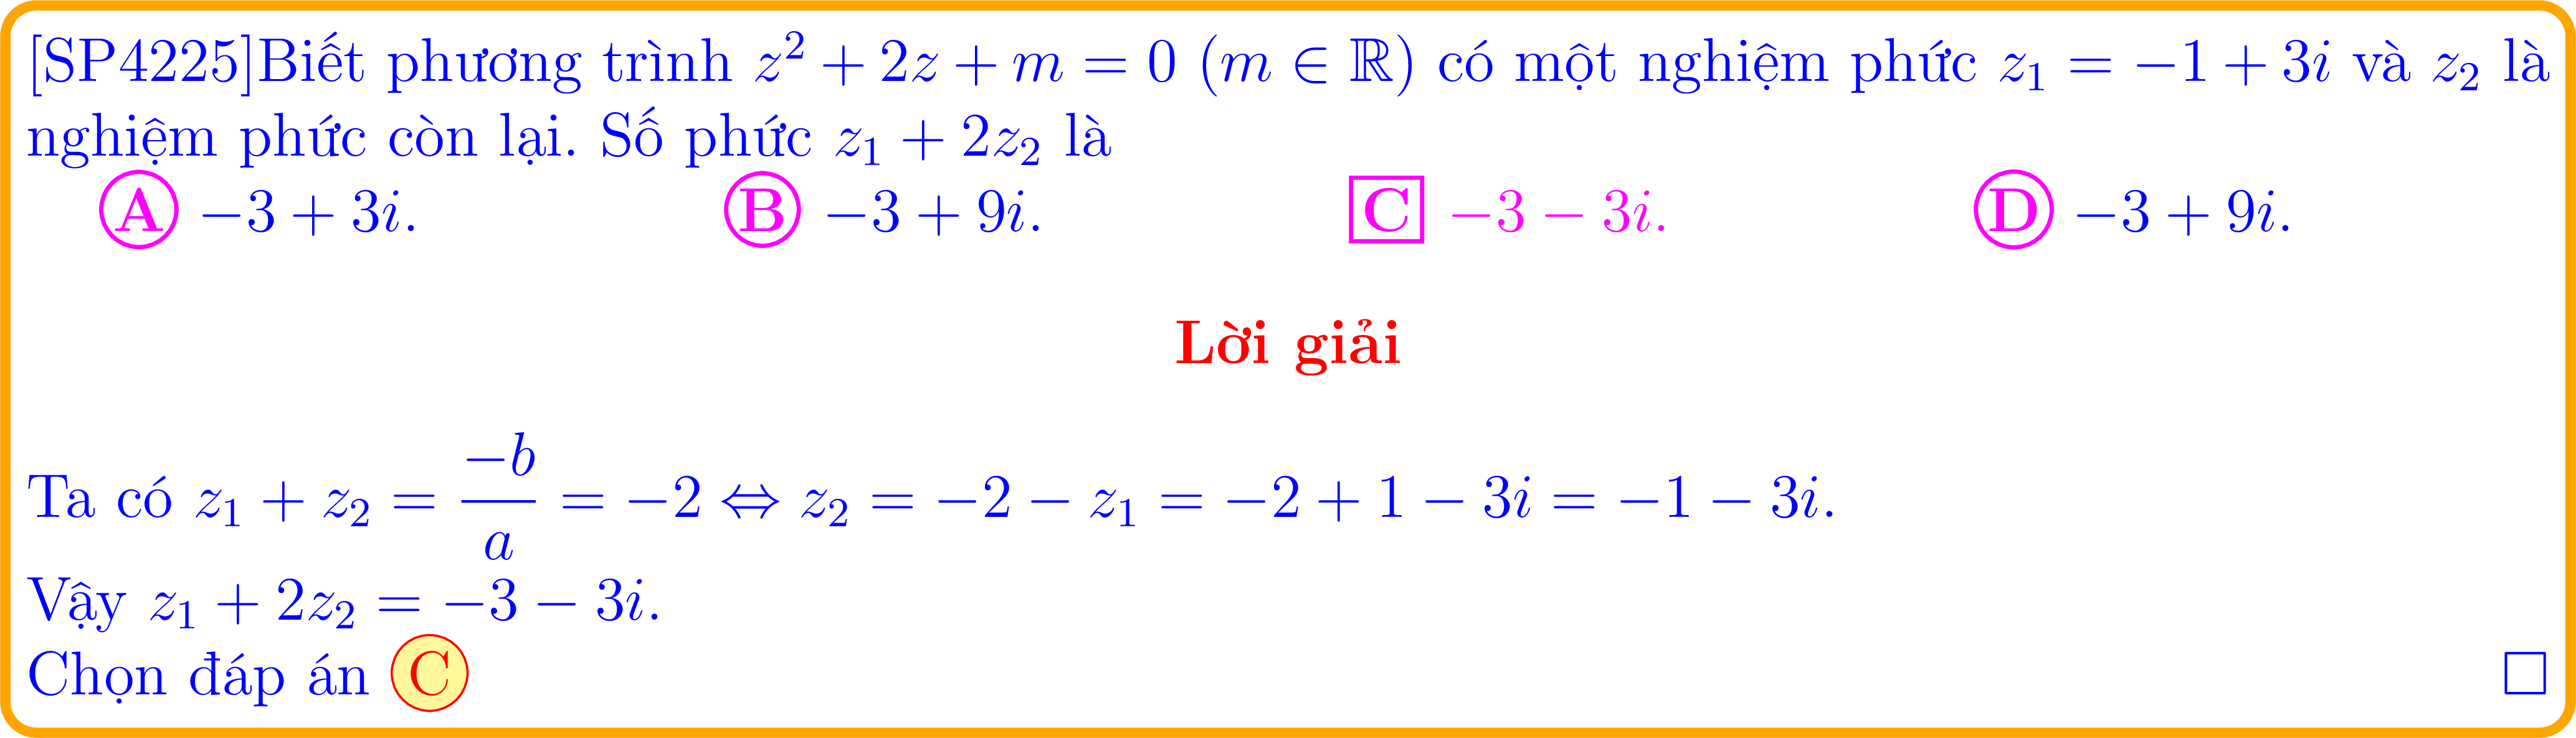 [SP4225]Biết phương trình $z^2 + 2z + m = 0$ $(m \in \mathbb{R})$ có một nghiệm phức $z_1 = -1 + 3i$ và $z_2$ là
nghiệm phức còn lại. Số phức $z_1 + 2z_2$ là
A $-3 + 3i$. B $-3 + 9i$. C $-3 - 3i$. D $-3 + 9i$.
Lời giải
Ta có $z_1 + z_2 = \dfrac{-b}{a} = -2 \Leftrightarrow z_2 = -2 - z_1 = -2 + 1 - 3i = -1 - 3i$.
Vậy $z_1 + 2z_2 = -3 - 3i$.
Chọn đáp án C □